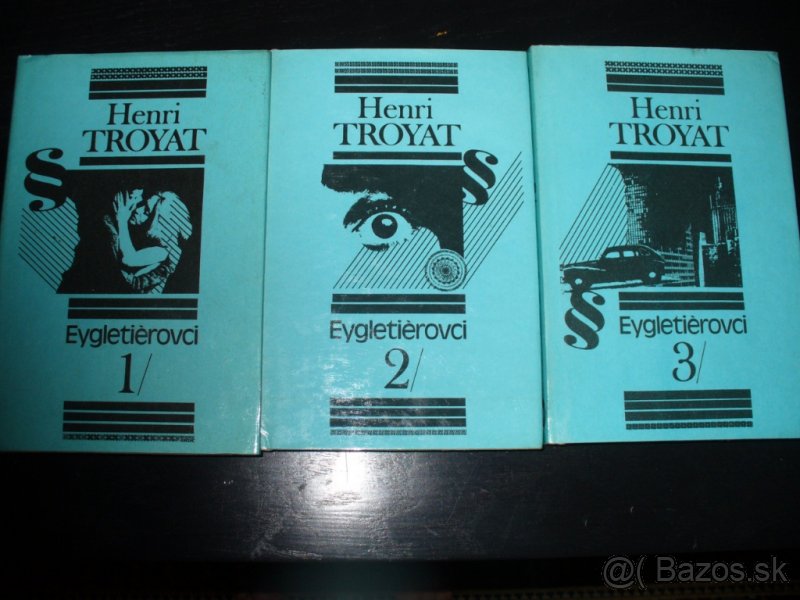 Henri
TROYAT
§
Eygletièrovci
1/
Henri
TROYAT
§
Eygletièrovci
2/
Henri
TROYAT
§
Eygletièrovci
3/
@( Bazos.sk